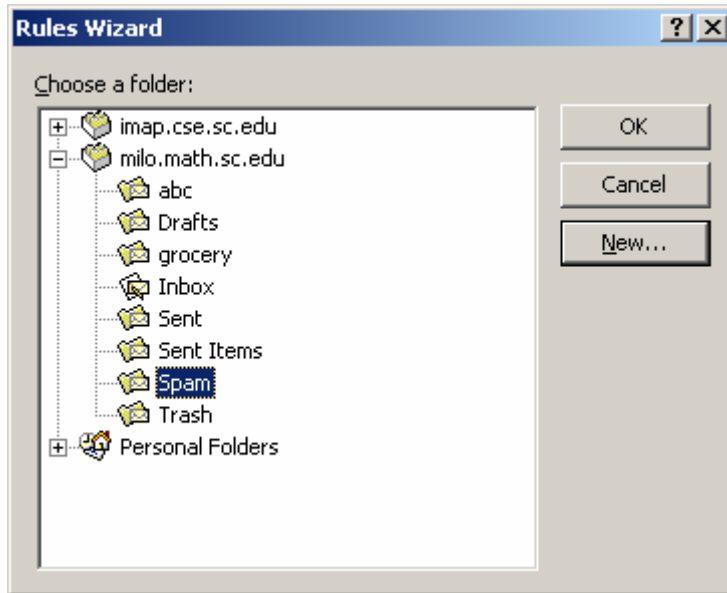 Rules Wizard
Choose a folder:
imap.cse.sc.edu
milo.math.sc.edu
abc
Drafts
grocery
Inbox
Sent
Sent Items
Spam
Trash
Personal Folders
OK
Cancel
New...